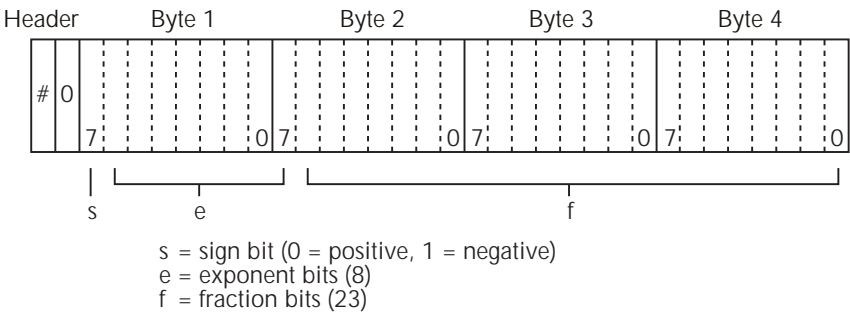 Header Byte 1 Byte 2 Byte 3 Byte 4
# 0
7 0 7 0 7 0 7 0
s e f
s = sign bit (0 = positive, 1 = negative)
e = exponent bits (8)
f = fraction bits (23)